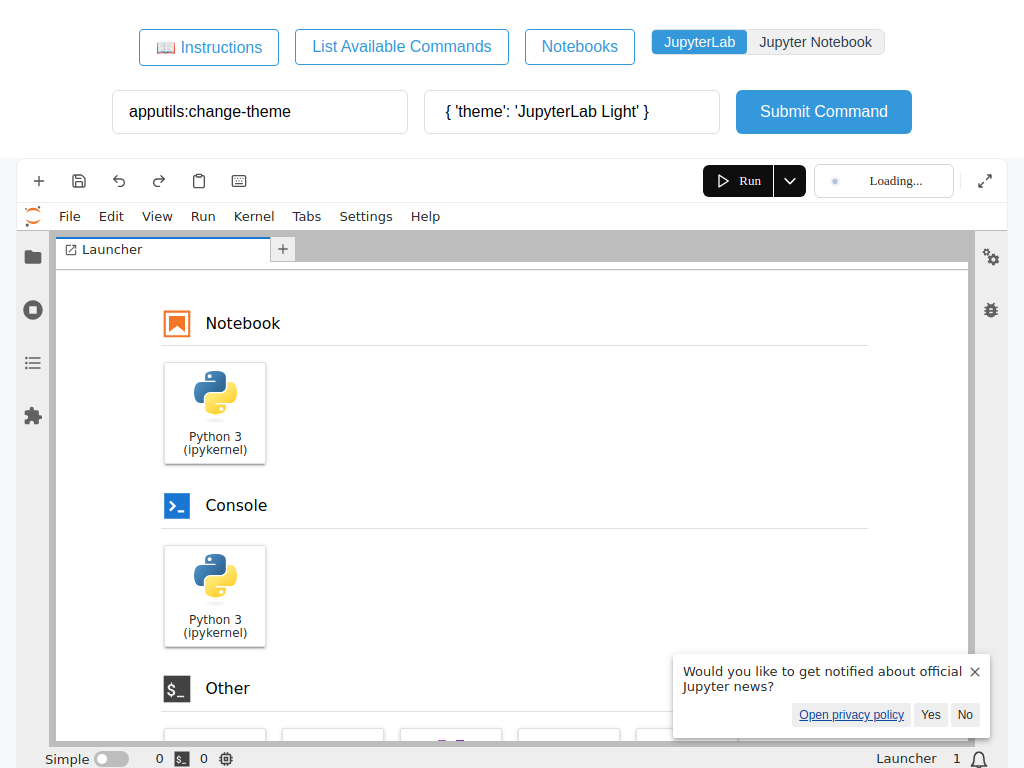 📖 Instructions
List Available Commands
Notebooks
JupyterLab
Jupyter Notebook
apputils:change-theme
{ 'theme': 'JupyterLab Light' }
Submit Command
Run
Loading...
File Edit View Run Kernel Tabs Settings Help
Launcher
Notebook
Python 3
(ipykernel)
Console
>_
Python 3
(ipykernel)
$_
Other
Would you like to get notified about official
Jupyter news?
Open privacy policy
Yes
No
Simple
0
$_
0
Launcher
1